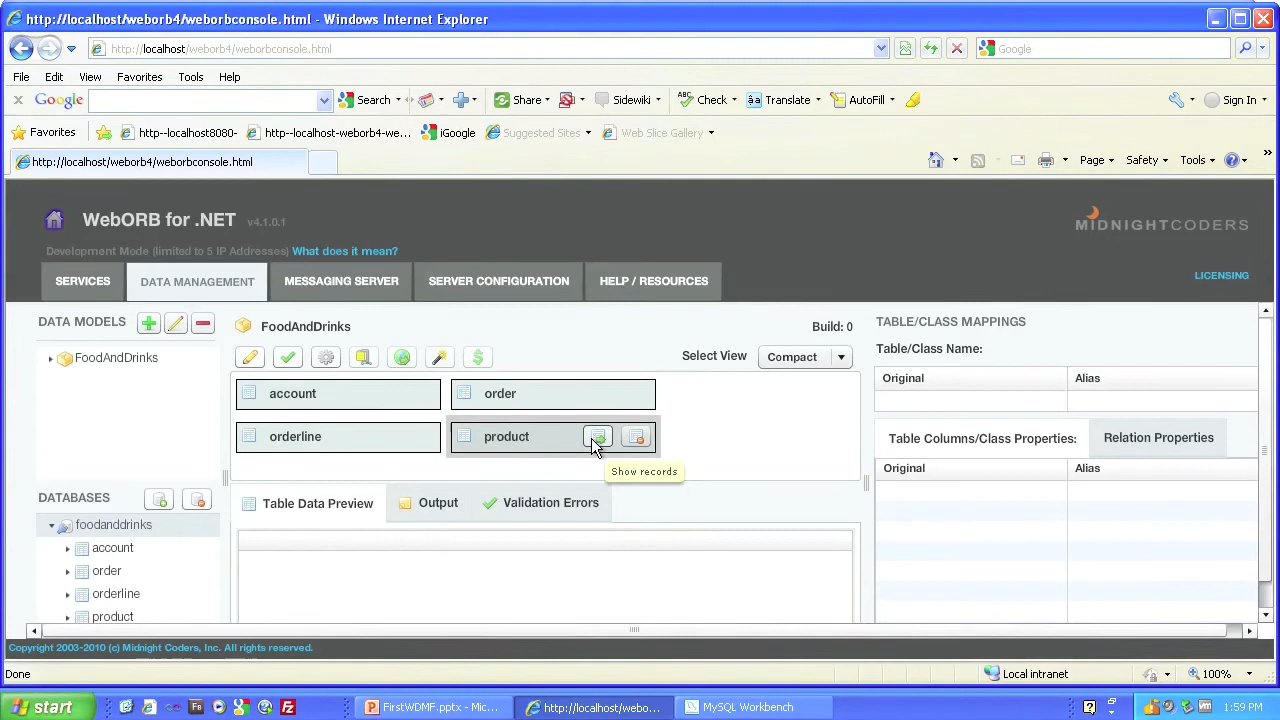 http://localhost/weborb4/weborbconsole.html - Windows Internet Explorer
http://localhost/weborb4/weborbconsole.html
Google
File Edit View Favorites Tools Help
Google Search Share Sidewiki ABC Check Translate AutoFill Sign In
Favorites http--localhost8080- http--localhost-weborb4-we... iGoogle Suggested Sites Web Slice Gallery
http://localhost/weborb4/weborbconsole.html Page Safety Tools
WebORB for .NET v4.1.0.1
MIDNIGHTCODERS
Development Mode (limited to 5 IP Addresses) What does it mean?
SERVICES DATA MANAGEMENT MESSAGING SERVER SERVER CONFIGURATION HELP / RESOURCES
LICENSING
DATA MODELS
FoodAndDrinks
FoodAndDrinks
Build: 0
Select View Compact
account
order
orderline
product
Show records
TABLE/CLASS MAPPINGS
Table/Class Name:
Original Alias
Table Columns/Class Properties: Relation Properties
Original Alias
DATABASES
foodanddrinks
account
order
orderline
product
Table Data Preview Output Validation Errors
Copyright 2003-2010 (c) Midnight Coders, Inc. All rights reserved.
Done Local intranet 100%
start FirstWDMF.pptx - Mic... http://localhost/webo... MySQL Workbench 1:59 PM